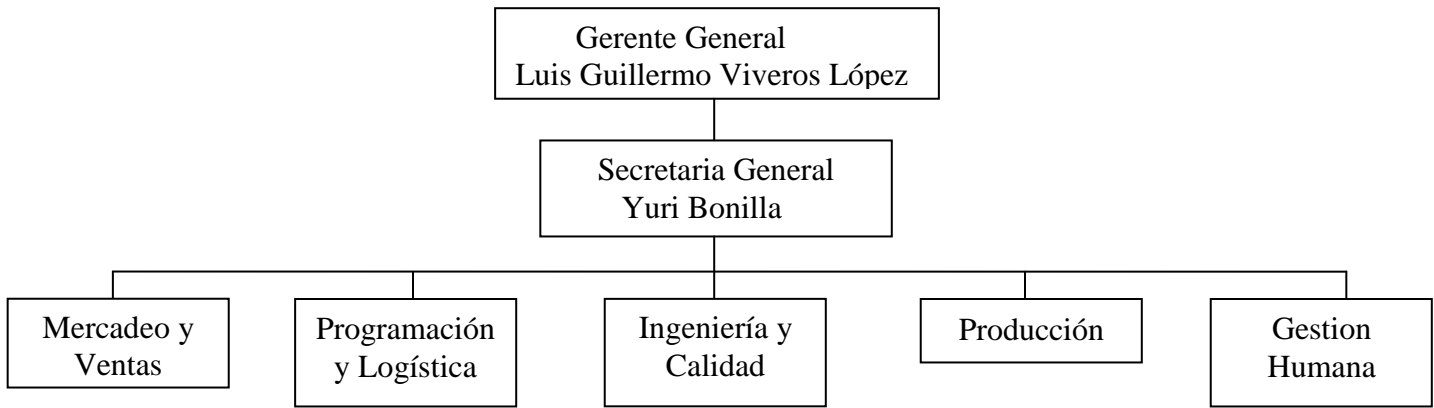 Gerente General
Luis Guillermo Viveros López
Secretaria General
Yuri Bonilla
Mercadeo y
Ventas
Programación
y Logística
Ingeniería y
Calidad
Producción
Gestion
Humana